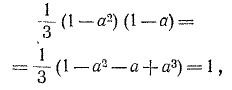 1/3 (1 − a²) (1 − a) =
= 1/3 (1 − a² − a + a³) = 1 ,